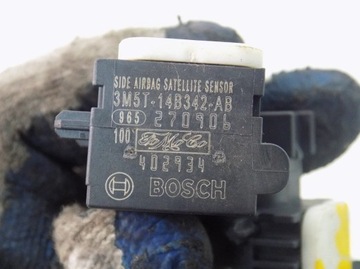 SIDE AIRBAG SATELLITE SENSOR
3M5T-14B342-AB
965 270906
100
402934
BOSCH